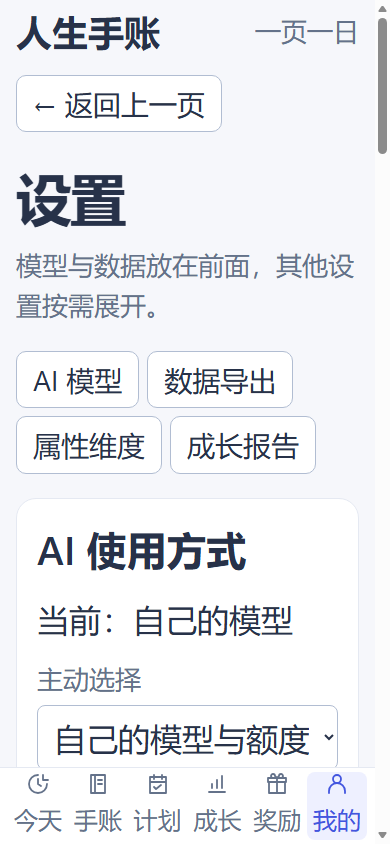 人生手账
一页一日
← 返回上一页
设置
模型与数据放在前面，其他设
置按需展开。
AI 模型
数据导出
属性维度
成长报告
AI 使用方式
当前：自己的模型
主动选择
自己的模型与额度
今天
手账
计划
成长
奖励
我的